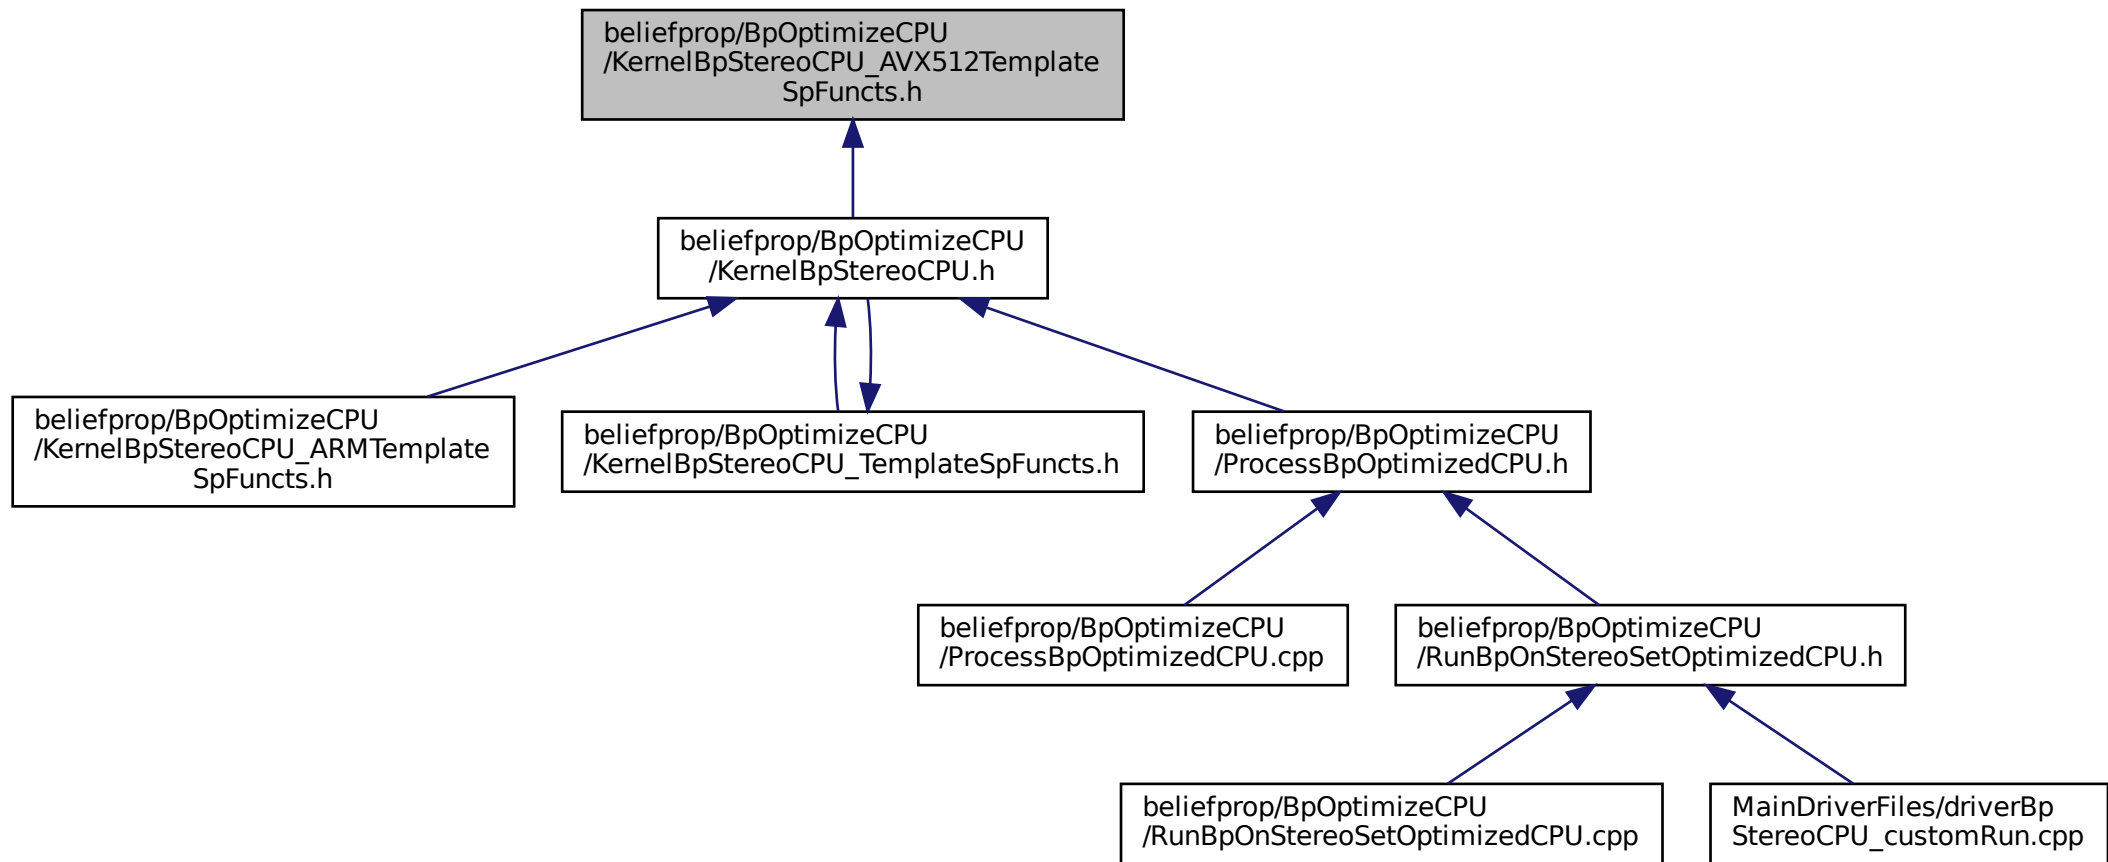 beliefprop/BpOptimizeCPU
/KernelBpStereoCPU_AVX512Template
SpFuncts.h
beliefprop/BpOptimizeCPU
/KernelBpStereoCPU.h
beliefprop/BpOptimizeCPU
/KernelBpStereoCPU_ARMTemplate
SpFuncts.h
beliefprop/BpOptimizeCPU
/KernelBpStereoCPU_TemplateSpFuncts.h
beliefprop/BpOptimizeCPU
/ProcessBpOptimizedCPU.h
beliefprop/BpOptimizeCPU
/ProcessBpOptimizedCPU.cpp
beliefprop/BpOptimizeCPU
/RunBpOnStereoSetOptimizedCPU.h
beliefprop/BpOptimizeCPU
/RunBpOnStereoSetOptimizedCPU.cpp
MainDriverFiles/driverBp
StereoCPU_customRun.cpp